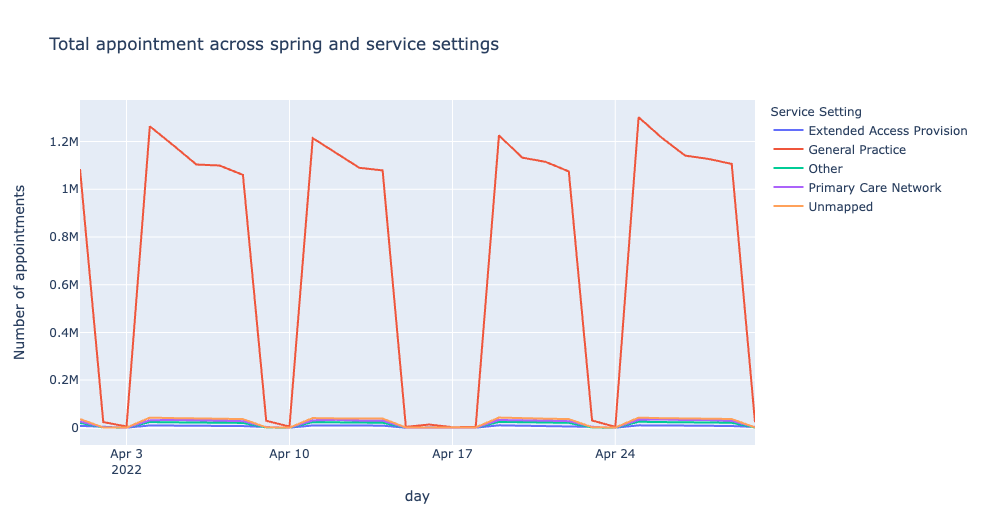 Total appointment across spring and service settings
Service Setting
Extended Access Provision
General Practice
Other
Primary Care Network
Unmapped
Number of appointments
1.2M
1M
0.8M
0.6M
0.4M
0.2M
0
Apr 3
2022
Apr 10
Apr 17
Apr 24
day